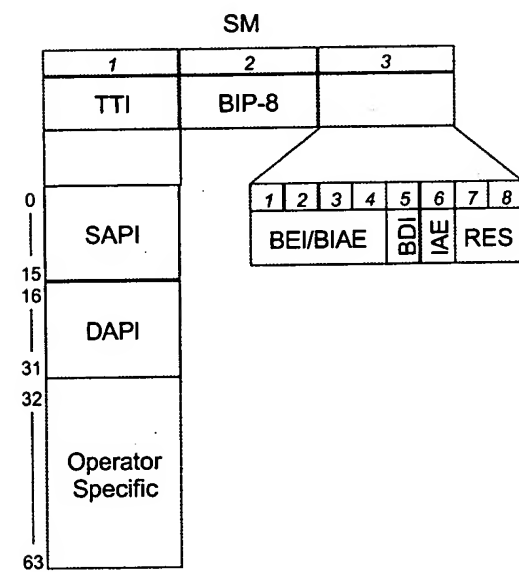 SM
1 2 3
TTI BIP-8
1 2 3 4 5 6 7 8
BEI/BIAE BDI IAE RES
0
SAPI
15
16
DAPI
31
32
Operator
Specific
63